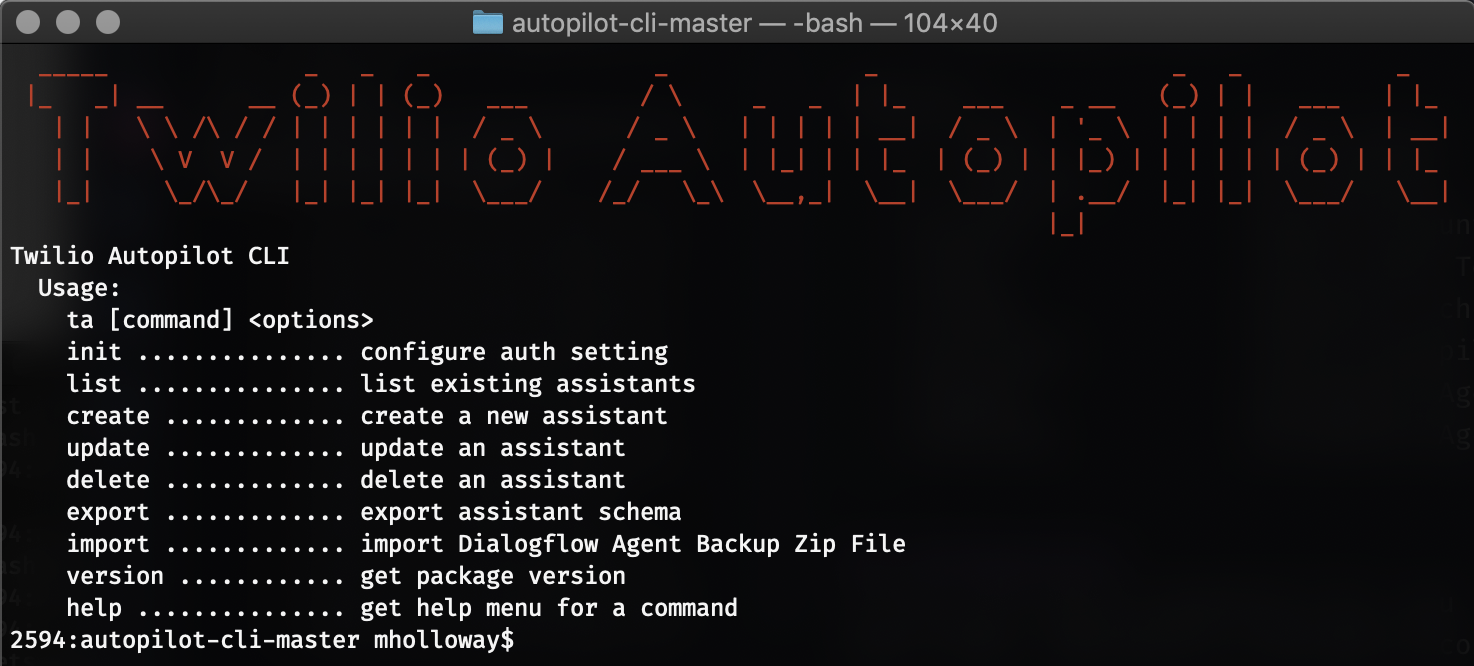 autopilot-cli-master — -bash — 104×40
Twilio Autopilot
Twilio Autopilot CLI
Usage:
ta [command] <options>
init ............... configure auth setting
list ............... list existing assistants
create ............. create a new assistant
update ............. update an assistant
delete ............. delete an assistant
export ............. export assistant schema
import ............. import Dialogflow Agent Backup Zip File
version ............ get package version
help ............... get help menu for a command
2594:autopilot-cli-master mholloway$